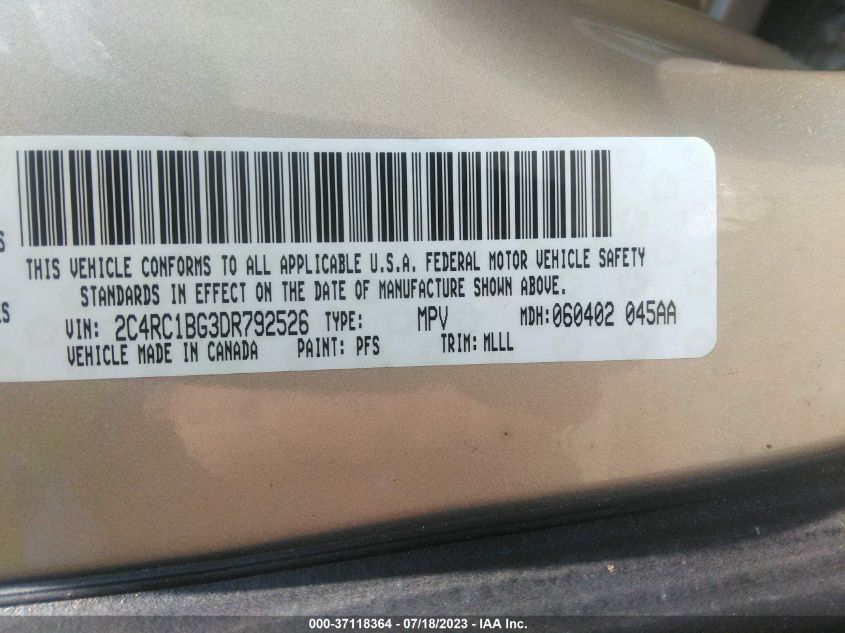 S
THIS VEHICLE CONFORMS TO ALL APPLICABLE U.S.A. FEDERAL MOTOR VEHICLE SAFETY
STANDARDS IN EFFECT ON THE DATE OF MANUFACTURE SHOWN ABOVE.
ES
VIN: 2C4RC1BG3DR792526 TYPE: MPV MDH:060402 045AA
VEHICLE MADE IN CANADA PAINT: PFS TRIM: MLLL
000-37118364 - 07/18/2023 - IAA Inc.